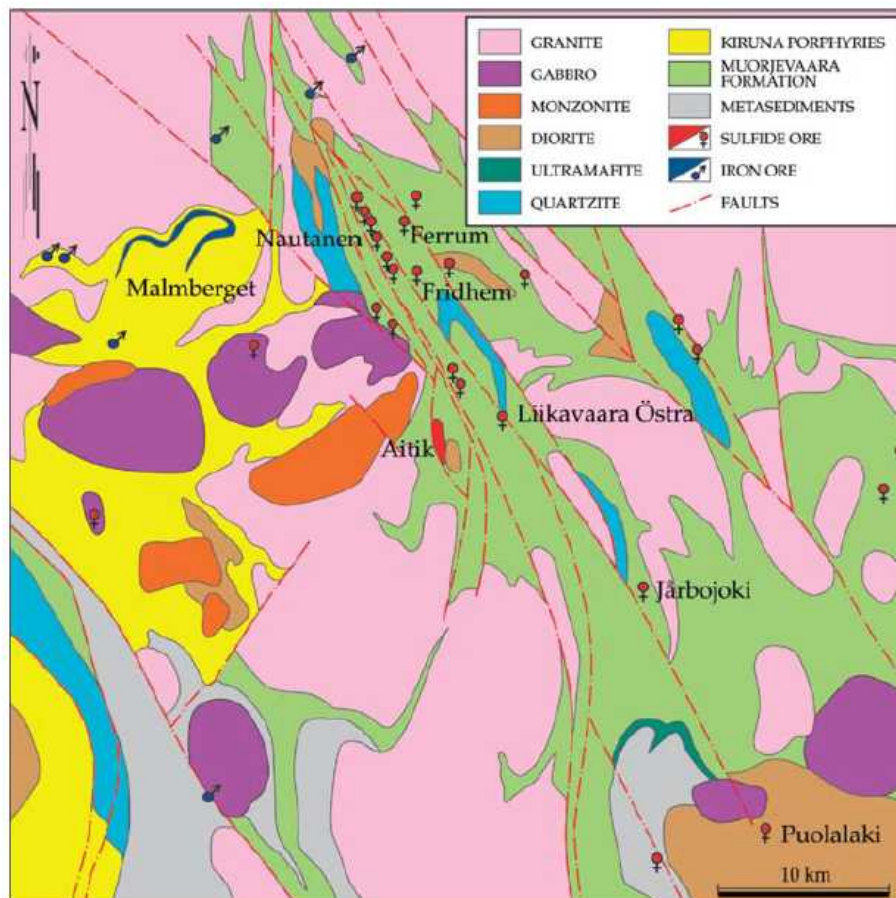 N
GRANITE
GABBRO
MONZONITE
DIORITE
ULTRAMAFITE
QUARTZITE
KIRUNA PORPHYRIES
MUORJEVAARA
FORMATION
METASEDIMENTS
SULFIDE ORE
IRON ORE
FAULTS
Nautanen
Ferrum
Malmberget
Fridhem
Liikavaara Östra
Aitik
Jårbojoki
Puolalaki
10 km